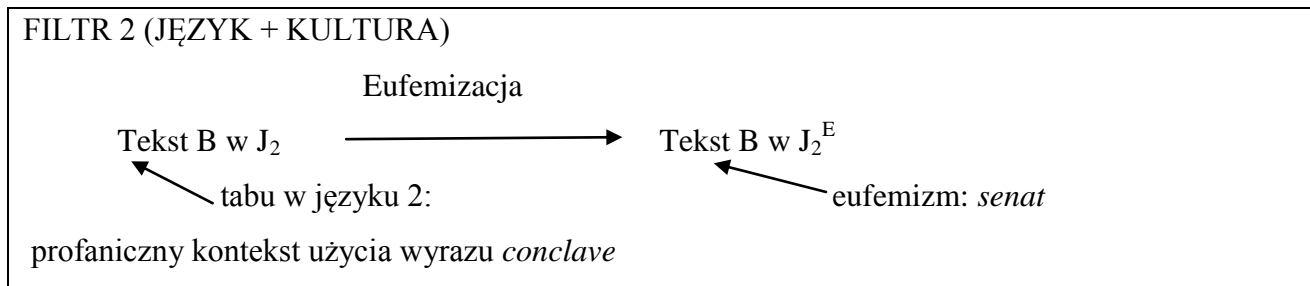 FILTR 2 (JĘZYK + KULTURA)
Eufemizacja
Tekst B w J₂ Tekst B w J₂ᴱ
tabu w języku 2: eufemizm: senat
profaniczny kontekst użycia wyrazu conclave